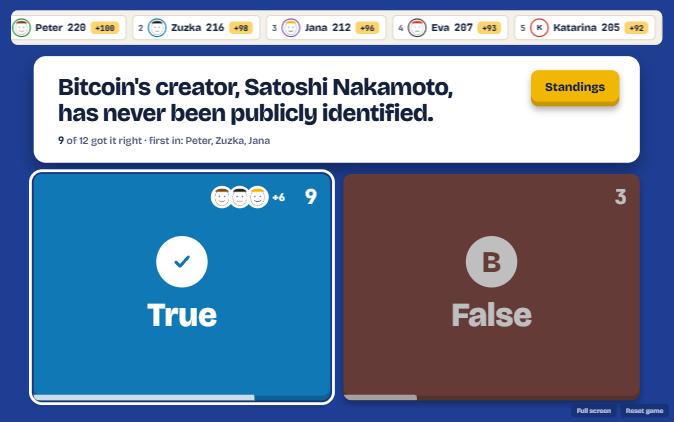 Peter 220 +100 2 Zuzka 216 +98 3 Jana 212 +96 4 Eva 207 +93 5 K Katarina 205 +92
Bitcoin's creator, Satoshi Nakamoto,
has never been publicly identified.
Standings
9 of 12 got it right · first in: Peter, Zuzka, Jana
+6 9
True
3
B
False
Full screen Reset game